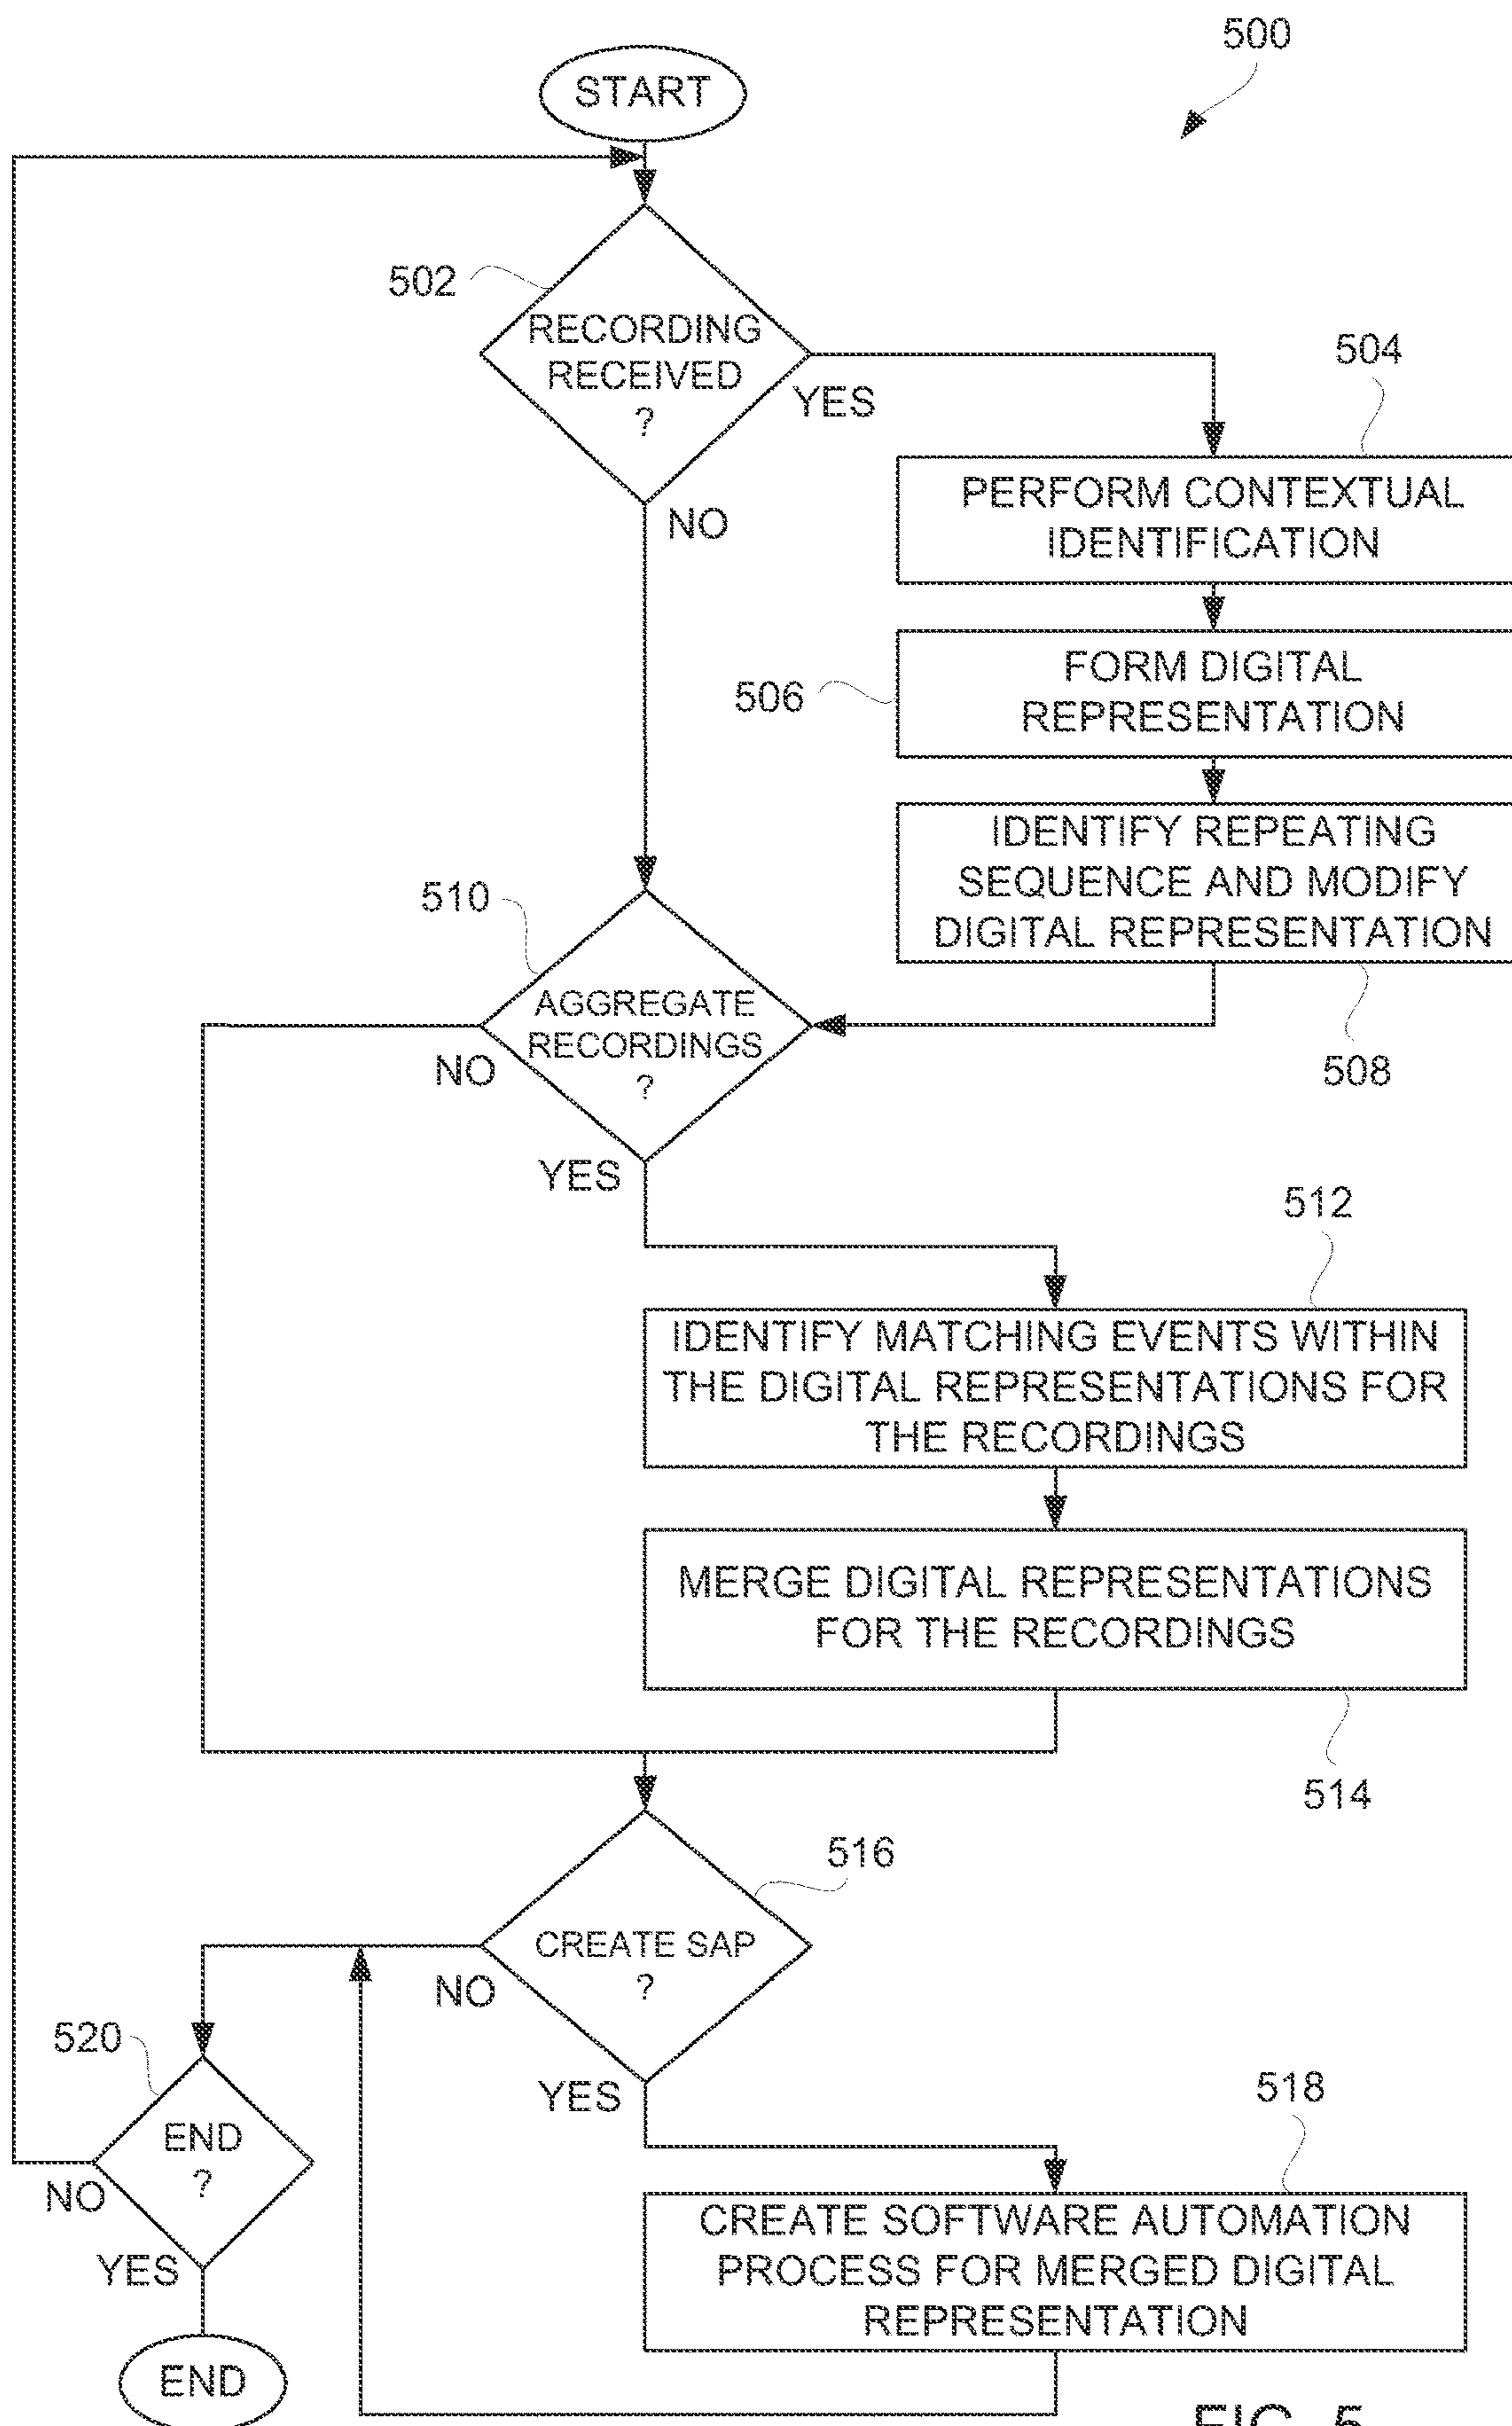 500
START
502
RECORDING
RECEIVED
?
YES
NO
504
PERFORM CONTEXTUAL
IDENTIFICATION
506
FORM DIGITAL
REPRESENTATION
IDENTIFY REPEATING
SEQUENCE AND MODIFY
DIGITAL REPRESENTATION
508
510
AGGREGATE
RECORDINGS
?
NO
YES
512
IDENTIFY MATCHING EVENTS WITHIN
THE DIGITAL REPRESENTATIONS FOR
THE RECORDINGS
MERGE DIGITAL REPRESENTATIONS
FOR THE RECORDINGS
514
516
CREATE SAP
?
NO
YES
518
CREATE SOFTWARE AUTOMATION
PROCESS FOR MERGED DIGITAL
REPRESENTATION
520
END
?
NO
YES
END
FIG. 5